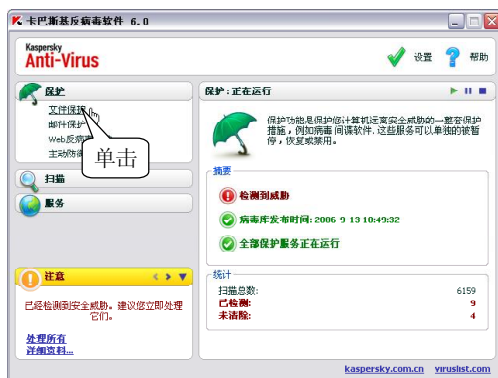 卡巴斯基反病毒软件 6.0
Kaspersky
Anti-Virus
设置
帮助
保护
文件保护
邮件保护
Web反病毒
主动防御
单击
扫描
服务
注意
已经检测到安全威胁。建议您立即处理
它们。
处理所有
详细资料...
保护:正在运行
保护功能是保护您计算机远离安全威胁的一整套保护
措施,例如病毒间谍软件.这些服务可以单独的被暂
停,恢复或禁用。
摘要
检测到威胁
病毒库发布时间:2006-9-13 10:49:32
全部保护服务正在运行
统计
扫描总数: 6159
已检测: 9
未清除: 4
kaspersky.com.cn viruslist.com